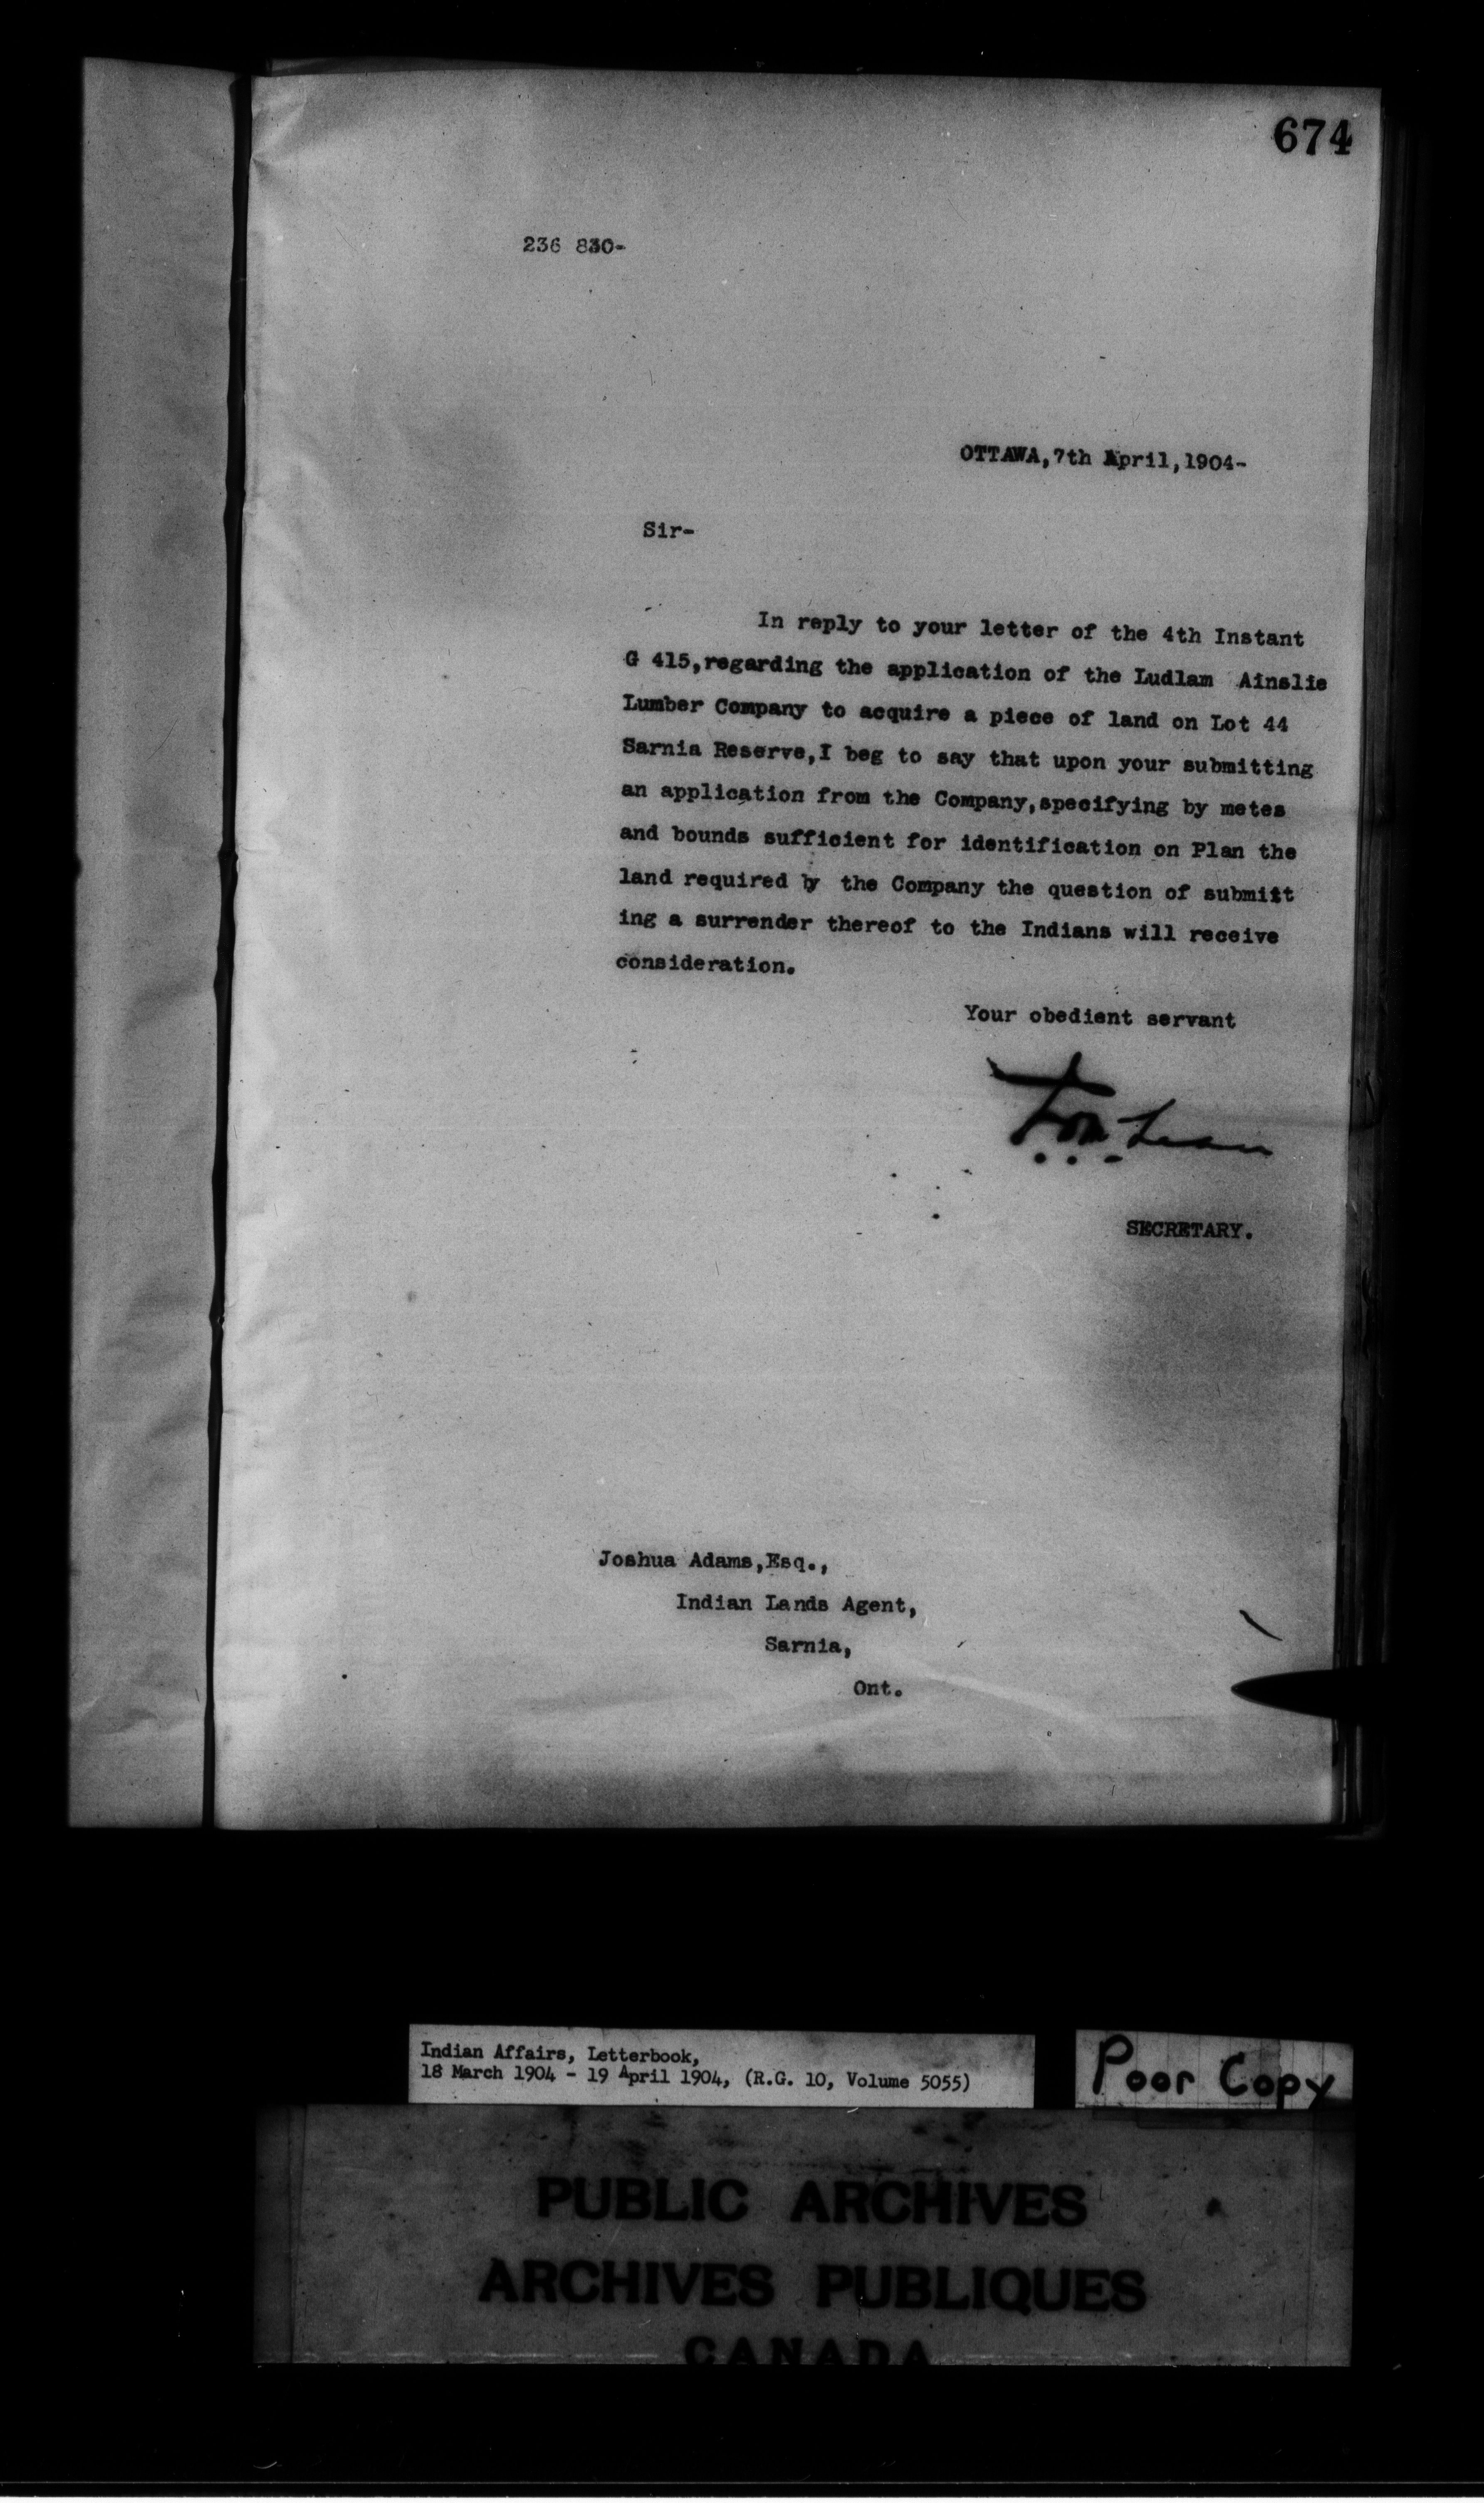 674
236 830-
OTTAWA,7th April,1904-
Sir-
In reply to your letter of the 4th Instant
G 415,regarding the application of the Ludlam Ainslie
Lumber Company to acquire a piece of land on Lot 44
Sarnia Reserve,I beg to say that upon your submitting
an application from the Company,specifying by metes
and bounds sufficient for identification on Plan the
land required by the Company the question of submitt
ing a surrender thereof to the Indians will receive
consideration.
Your obedient servant
SECRETARY.
Joshua Adams,Esq.,
Indian Lands Agent,
Sarnia,
Ont.
Indian Affairs, Letterbook,
18 March 1904 - 19 April 1904, (R.G. 10, Volume 5055)
Poor Copy
PUBLIC ARCHIVES
ARCHIVES PUBLIQUES
CANADA